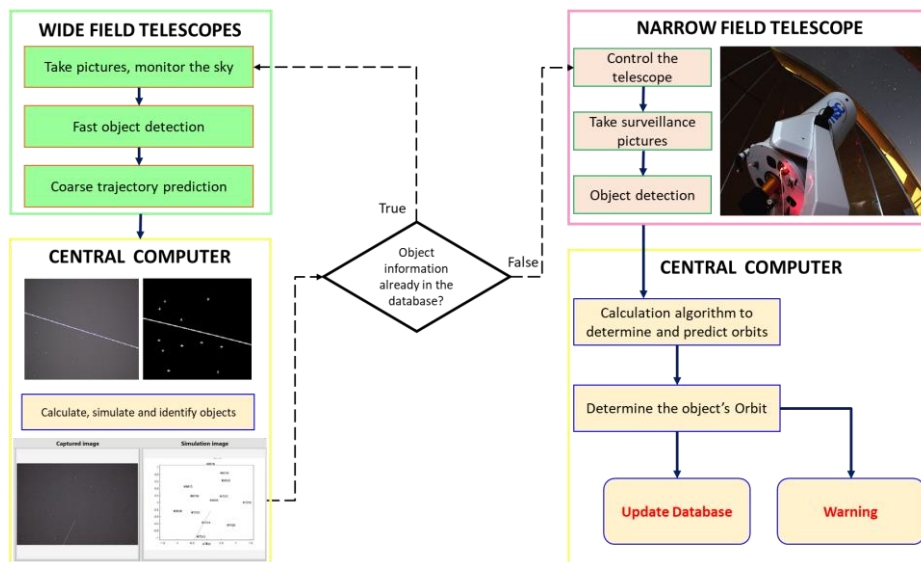 WIDE FIELD TELESCOPES
Take pictures, monitor the sky
Fast object detection
Coarse trajectory prediction
CENTRAL COMPUTER
Calculate, simulate and identify objects
Captured image
Simulation image
True
Object
information
already in the
database?
False
NARROW FIELD TELESCOPE
Control the
telescope
Take surveillance
pictures
Object detection
CENTRAL COMPUTER
Calculation algorithm to
determine and predict orbits
Determine the object's Orbit
Update Database
Warning